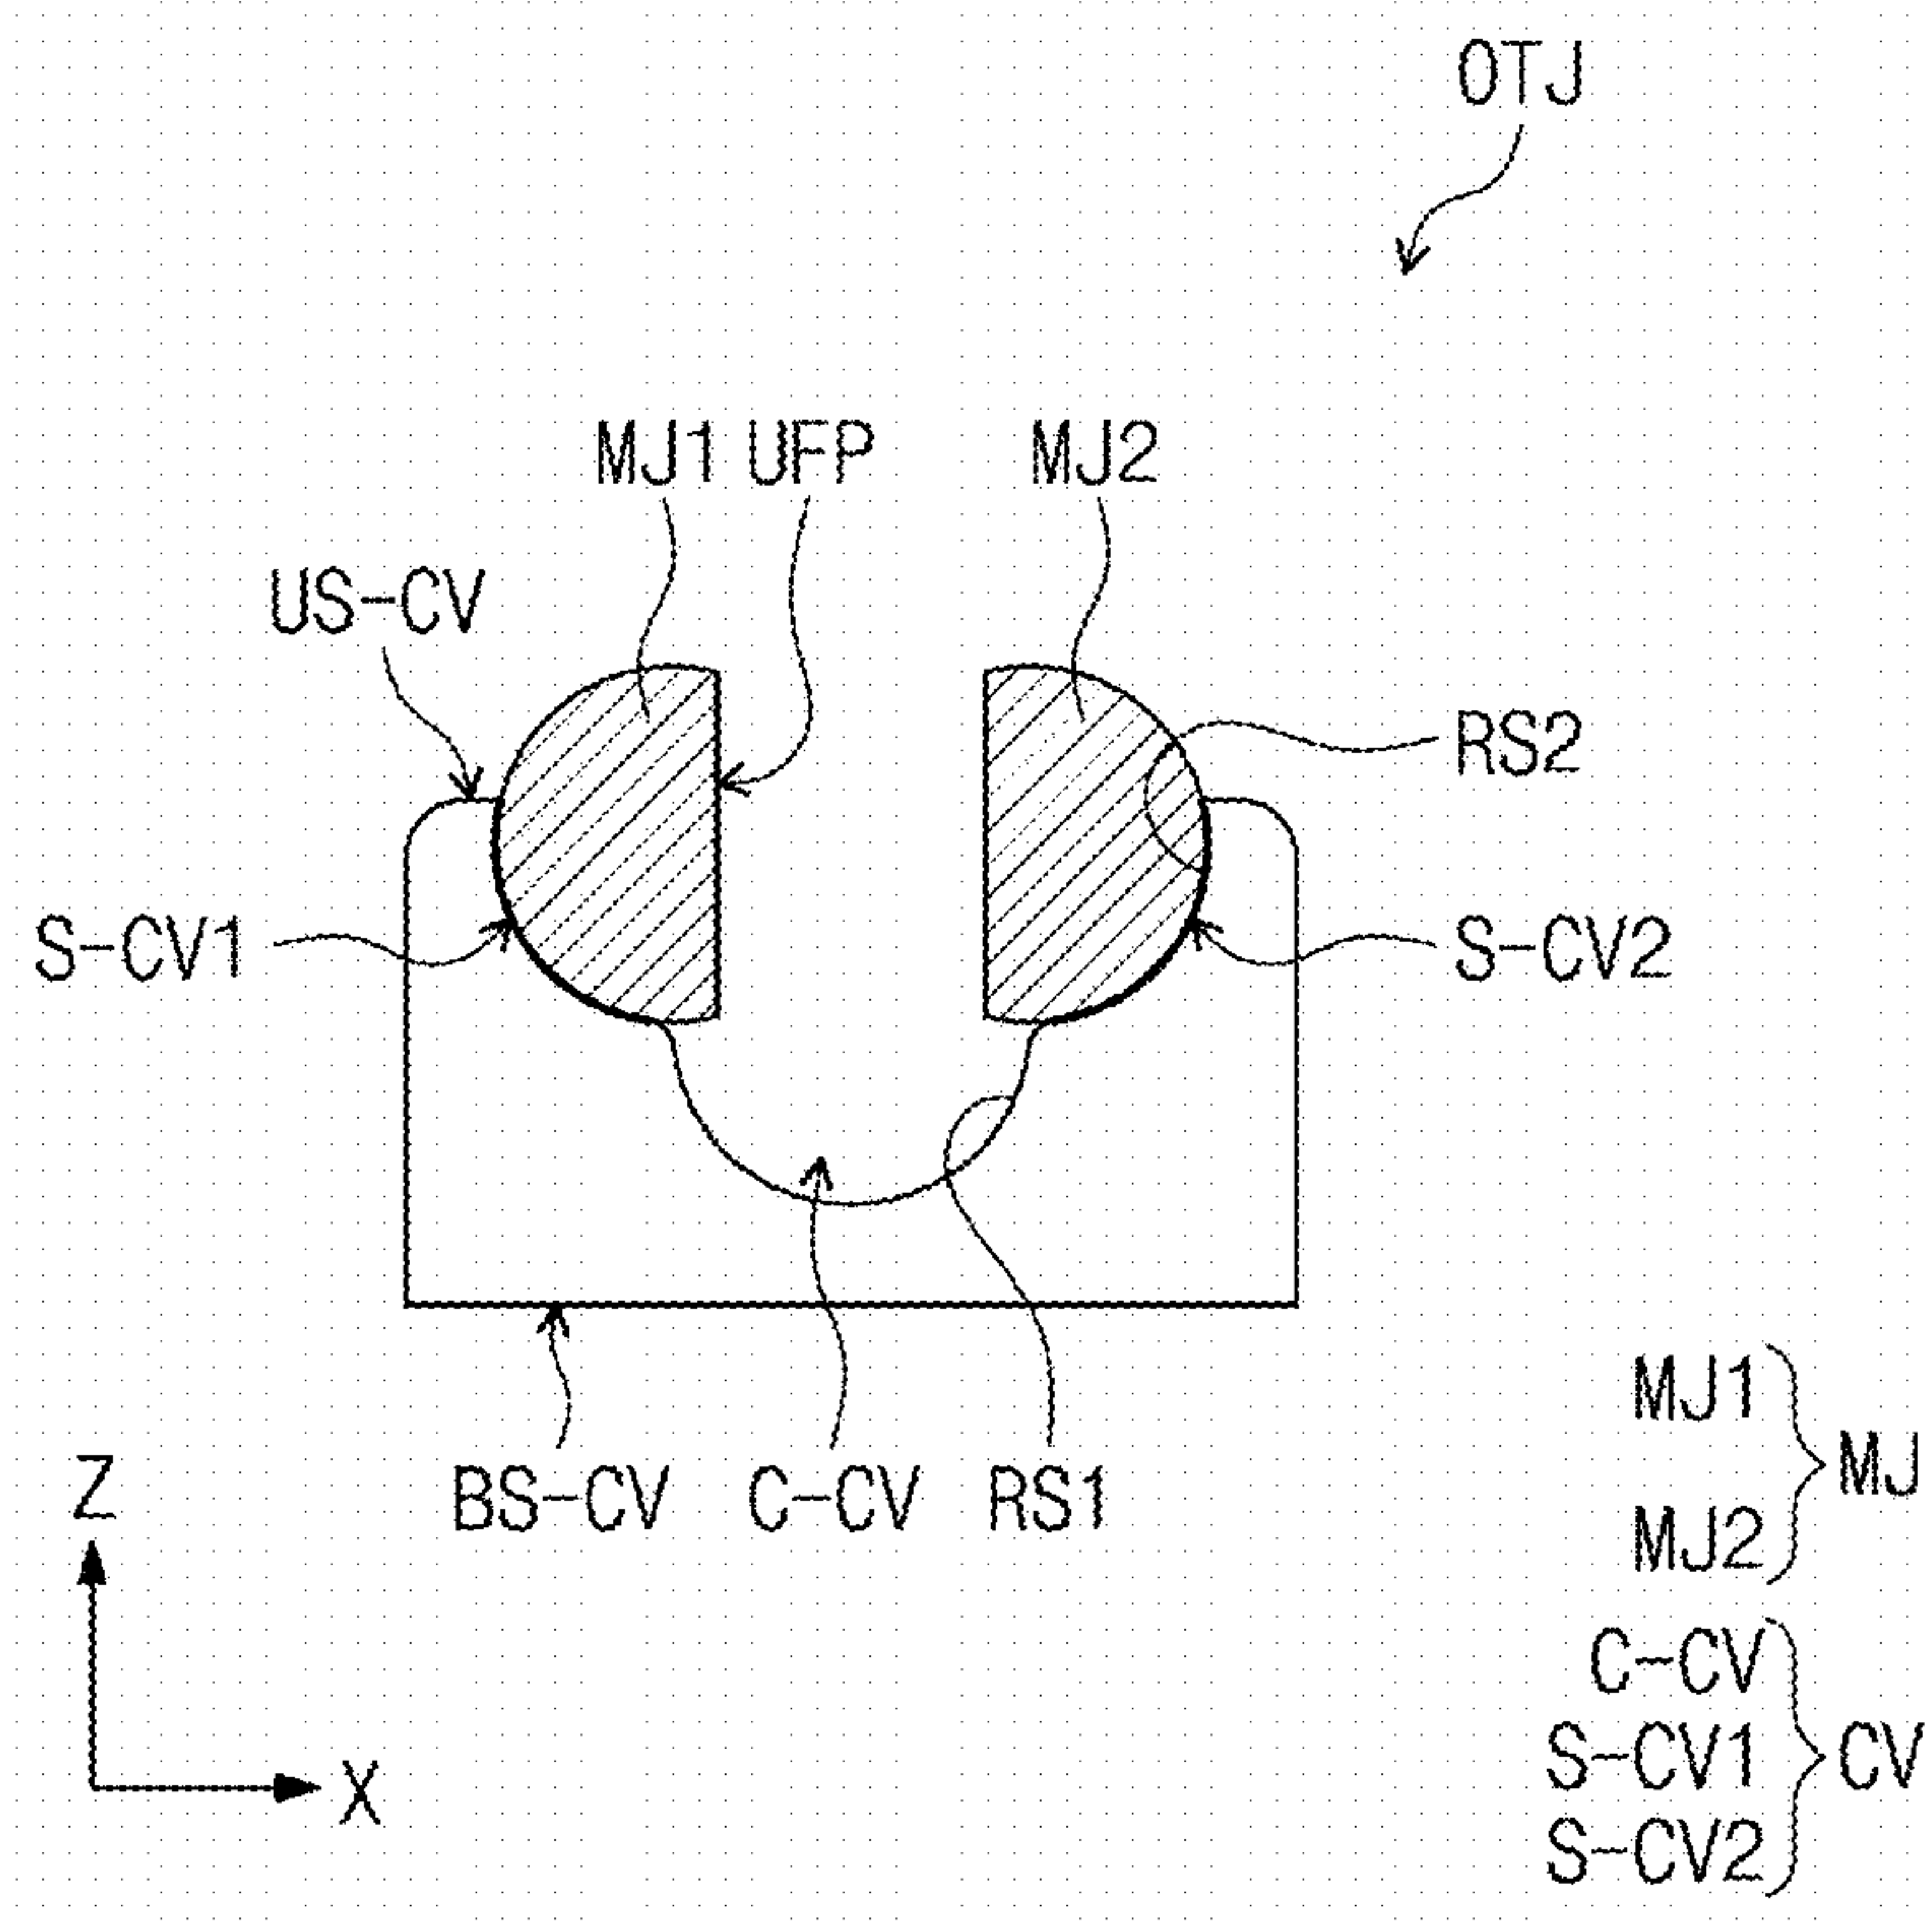 OTJ
MJ1 UFP MJ2
US-CV
RS2
S-CV1 S-CV2
BS-CV C-CV RS1
Z
X
MJ1
MJ
MJ2
C-CV
S-CV1 CV
S-CV2